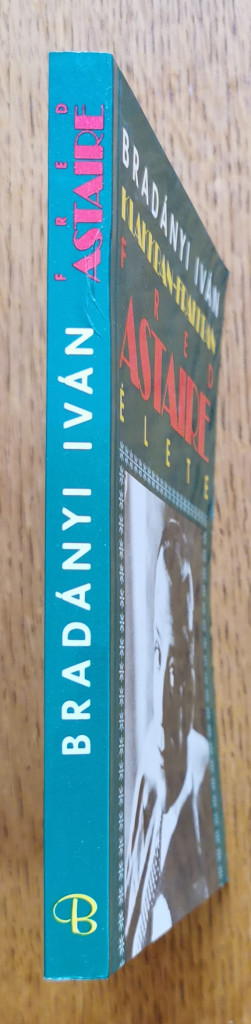 BRADÁNYI IVÁN
FRED
ASTAIRE
B
BRADÁNYI IVÁN
KLAKKBAN-FRAKKBAN
FRED
ASTAIRE
ÉLETE